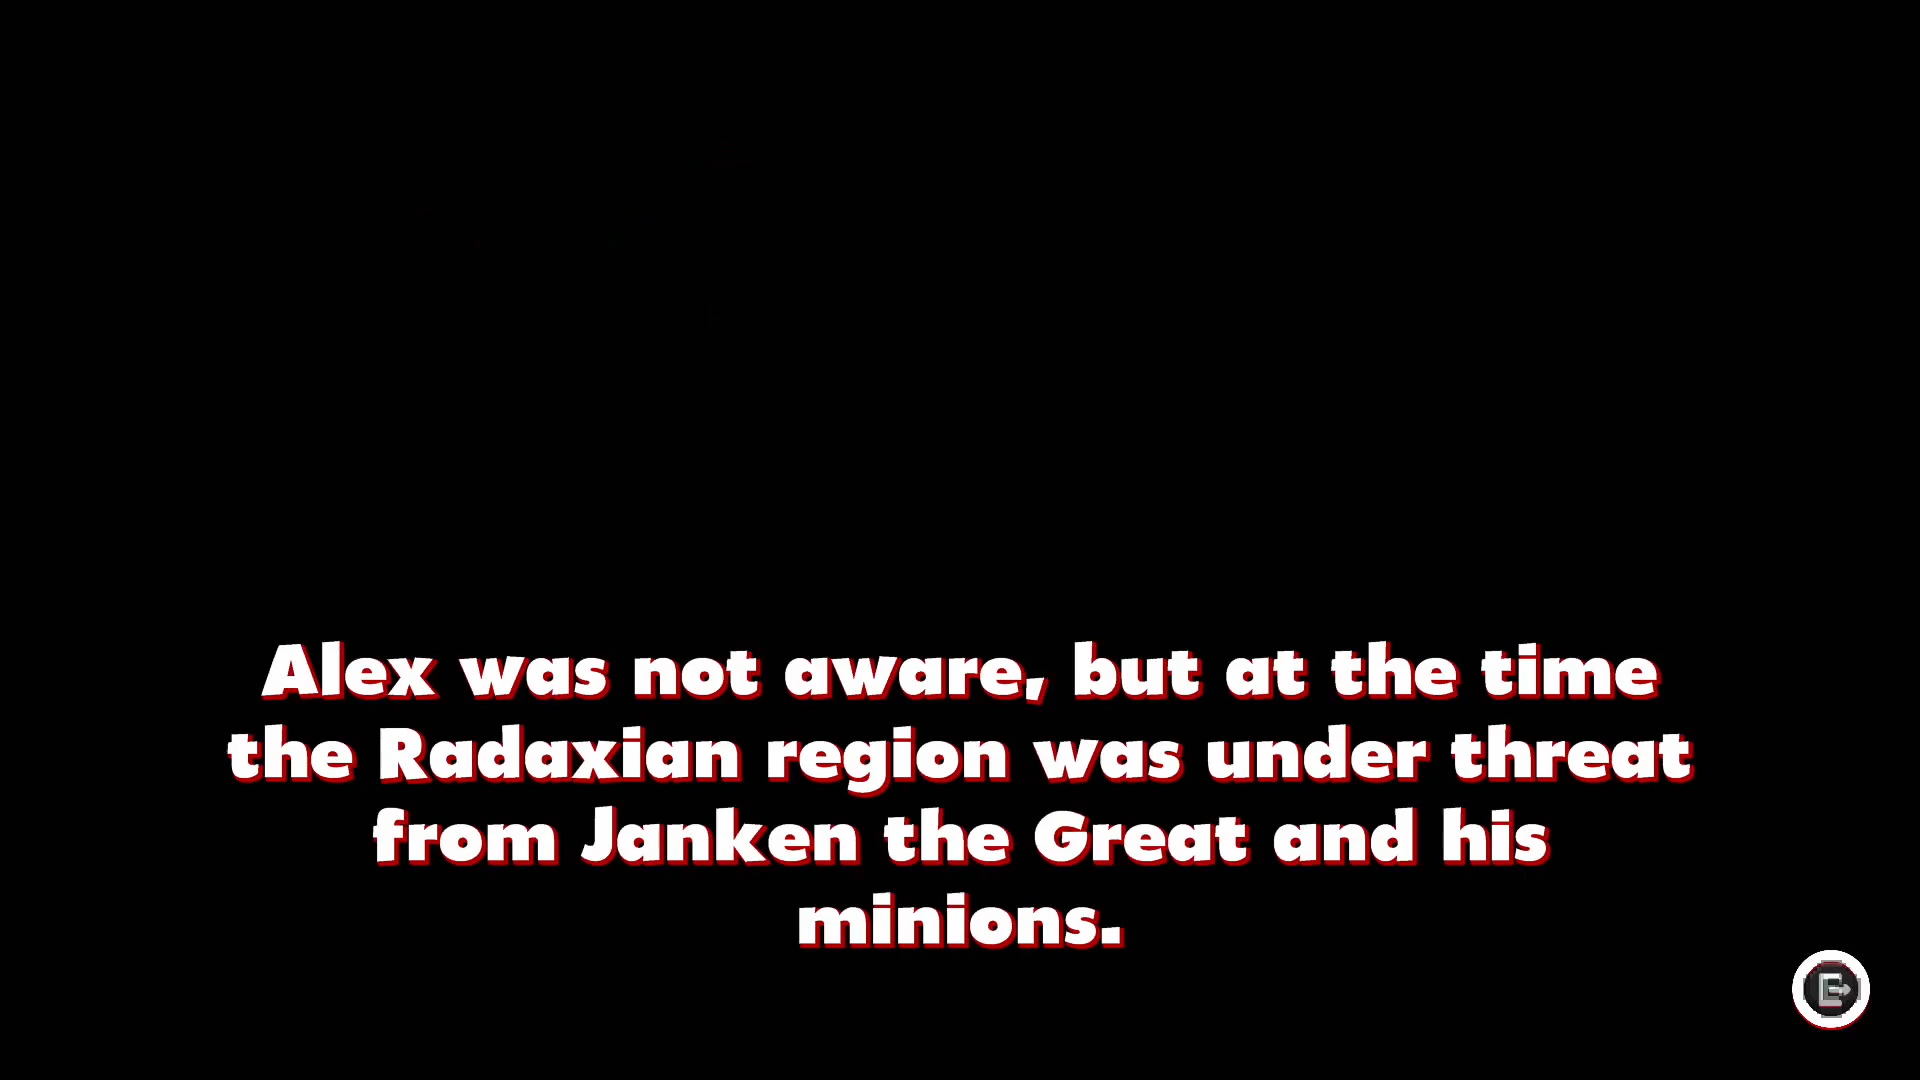 Alex was not aware, but at the time
the Radaxian region was under threat
from Janken the Great and his
minions.
E